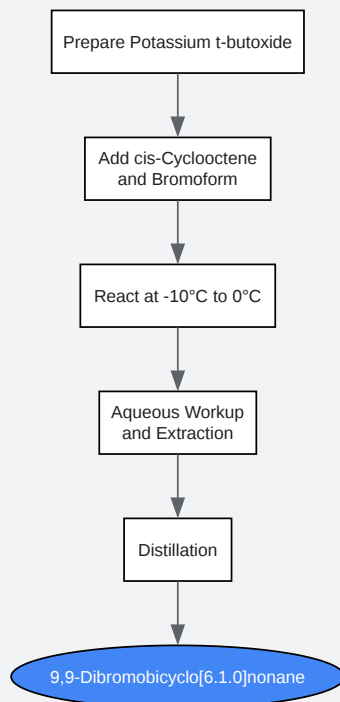 Prepare Potassium t-butoxide
Add cis-Cyclooctene
and Bromoform
React at -10°C to 0°C
Aqueous Workup
and Extraction
Distillation
9,9-Dibromobicyclo[6.1.0]nonane